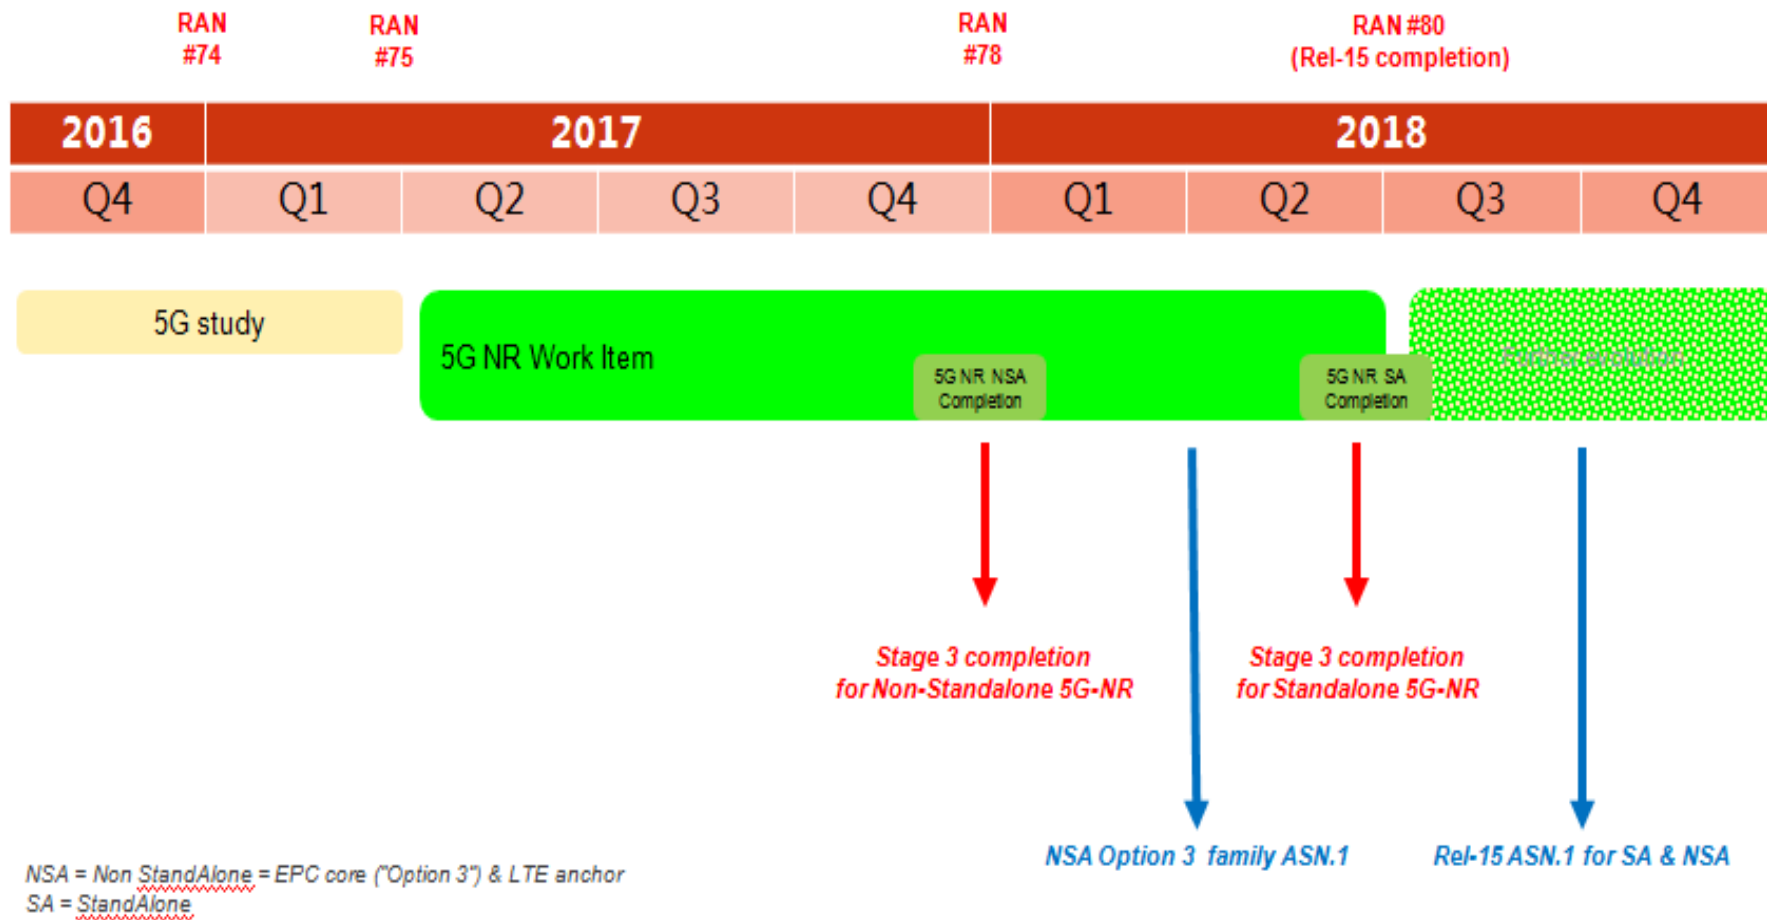 RAN
#74
RAN
#75
RAN
#78
RAN #80
(Rel-15 completion)
2016
2017
2018
Q4
Q1
Q2
Q3
Q4
Q1
Q2
Q3
Q4
5G study
5G NR Work Item
5G NR NSA
Completion
5G NR SA
Completion
Further evolution
Stage 3 completion
for Non-Standalone 5G-NR
Stage 3 completion
for Standalone 5G-NR
NSA Option 3 family ASN.1
Rel-15 ASN.1 for SA & NSA
NSA = Non StandAlone = EPC core ("Option 3") & LTE anchor
SA = StandAlone